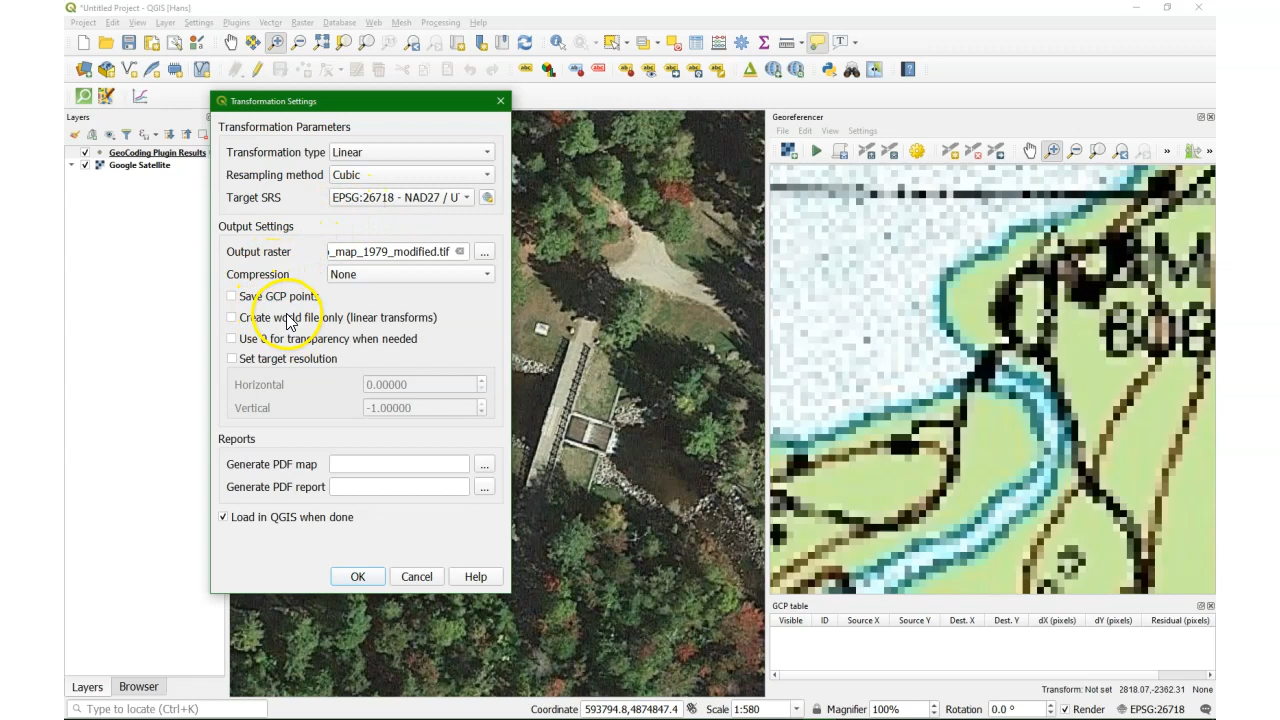 *Untitled Project - QGIS [Hans]
Project Edit View Layer Settings Plugins Vector Raster Database Web Mesh Processing Help
Layers
GeoCoding Plugin Results
Google Satellite
Transformation Settings
Transformation Parameters
Transformation type Linear
Resampling method Cubic
Target SRS EPSG:26718 - NAD27 / U
Output Settings
Output raster _map_1979_modified.tif ...
Compression None
Save GCP points
Create world file only (linear transforms)
Use 0 for transparency when needed
Set target resolution
Horizontal 0.00000
Vertical -1.00000
Reports
Generate PDF map ...
Generate PDF report ...
Load in QGIS when done
OK Cancel Help
Georeferencer
File Edit View Settings
608
GCP table
Visible ID Source X Source Y Dest. X Dest. Y dX (pixels) dY (pixels) Residual (pixels)
Transform: Not set 2818.07,-2362.31 None
Layers Browser
Type to locate (Ctrl+K) Coordinate 593794.8,4874847.4 Scale 1:580 Magnifier 100% Rotation 0.0 ° Render EPSG:26718